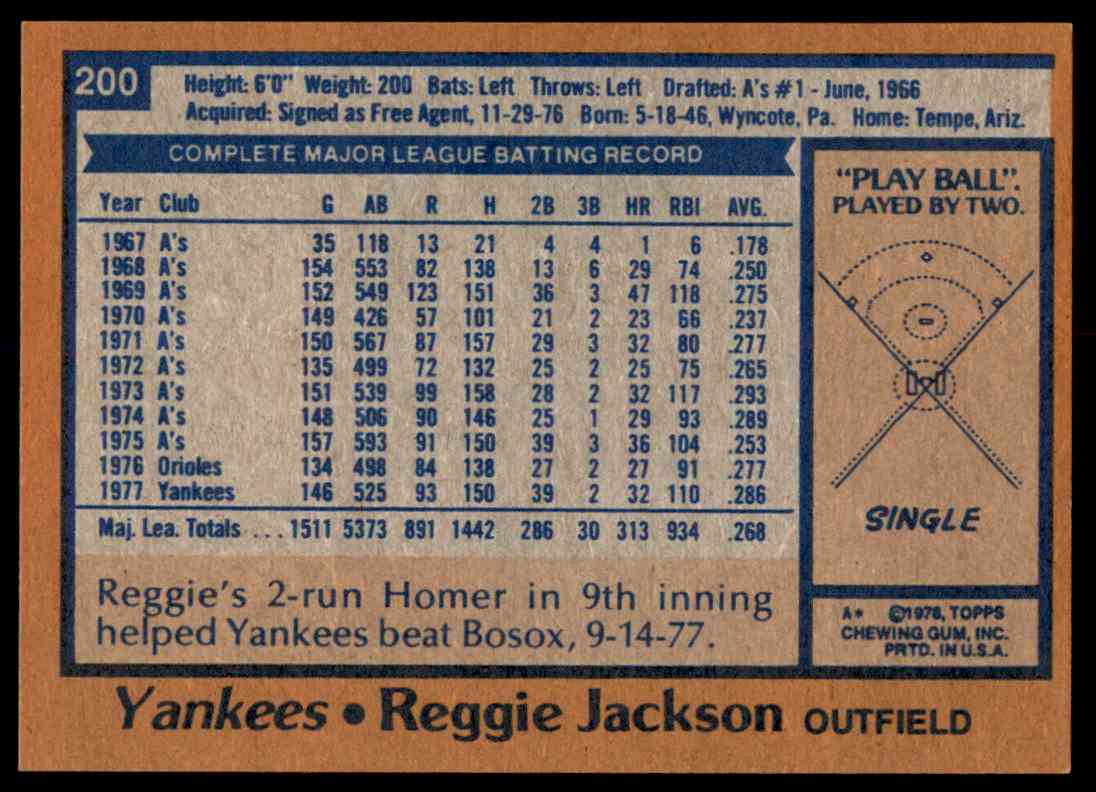 200
Height: 6'0" Weight: 200 Bats: Left Throws: Left Drafted: A's #1 - June, 1966
Acquired: Signed as Free Agent, 11-29-76 Born: 5-18-46, Wyncote, Pa. Home: Tempe, Ariz.
COMPLETE MAJOR LEAGUE BATTING RECORD
Year Club G AB R H 2B 3B HR RBI AVG.
1967 A's 35 118 13 21 4 4 1 6 .178
1968 A's 154 553 82 138 13 6 29 74 .250
1969 A's 152 549 123 151 36 3 47 118 .275
1970 A's 149 426 57 101 21 2 23 66 .237
1971 A's 150 567 87 157 29 3 32 80 .277
1972 A's 135 499 72 132 25 2 25 75 .265
1973 A's 151 539 99 158 28 2 32 117 .293
1974 A's 148 506 90 146 25 1 29 93 .289
1975 A's 157 593 91 150 39 3 36 104 .253
1976 Orioles 134 498 84 138 27 2 27 91 .277
1977 Yankees 146 525 93 150 39 2 32 110 .286
Maj. Lea. Totals ... 1511 5373 891 1442 286 30 313 934 .268
Reggie's 2-run Homer in 9th inning
helped Yankees beat Bosox, 9-14-77.
"PLAY BALL".
PLAYED BY TWO.
SINGLE
A* ©1978, TOPPS
CHEWING GUM, INC.
PRTD. IN U.S.A.
Yankees • Reggie Jackson OUTFIELD